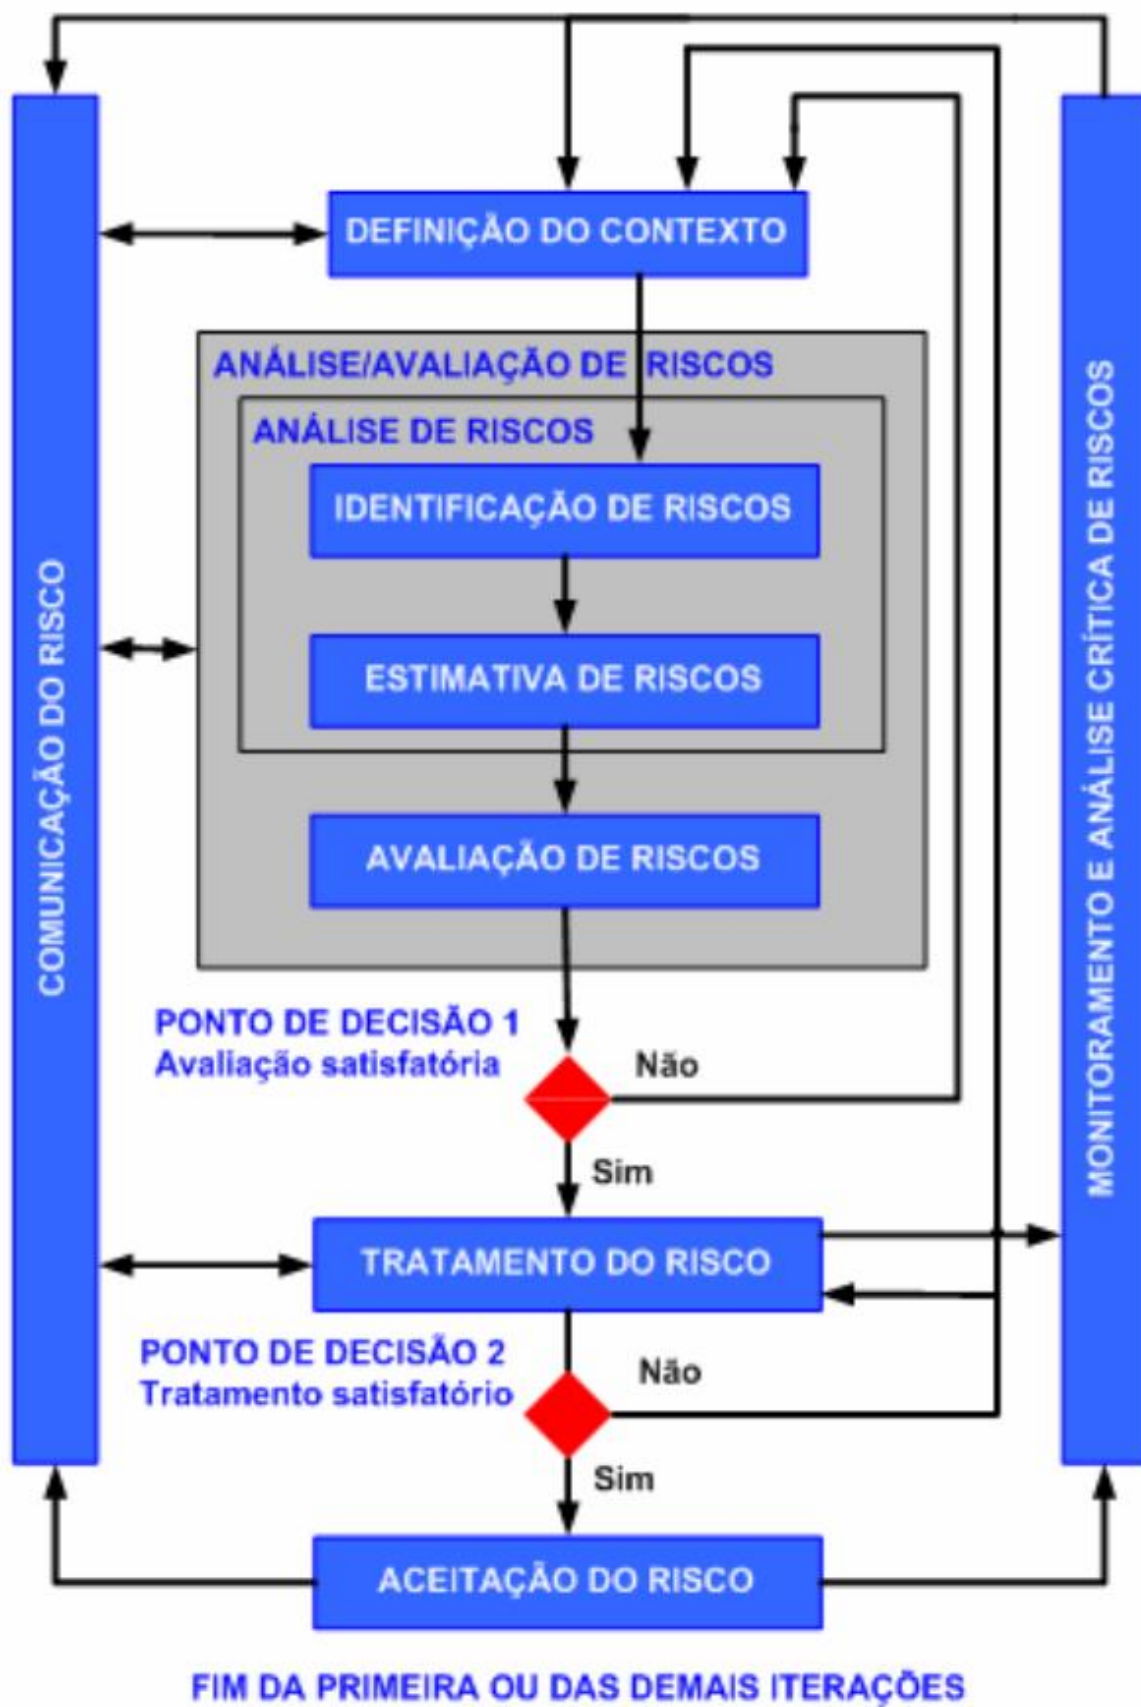 DEFINIÇÃO DO CONTEXTO
ANÁLISE/AVALIAÇÃO DE RISCOS
ANÁLISE DE RISCOS
IDENTIFICAÇÃO DE RISCOS
ESTIMATIVA DE RISCOS
AVALIAÇÃO DE RISCOS
COMUNICAÇÃO DO RISCO
MONITORAMENTO E ANÁLISE CRÍTICA DE RISCOS
PONTO DE DECISÃO 1
Avaliação satisfatória
Não
Sim
TRATAMENTO DO RISCO
PONTO DE DECISÃO 2
Tratamento satisfatório
Não
Sim
ACEITAÇÃO DO RISCO
FIM DA PRIMEIRA OU DAS DEMAIS ITERAÇÕES